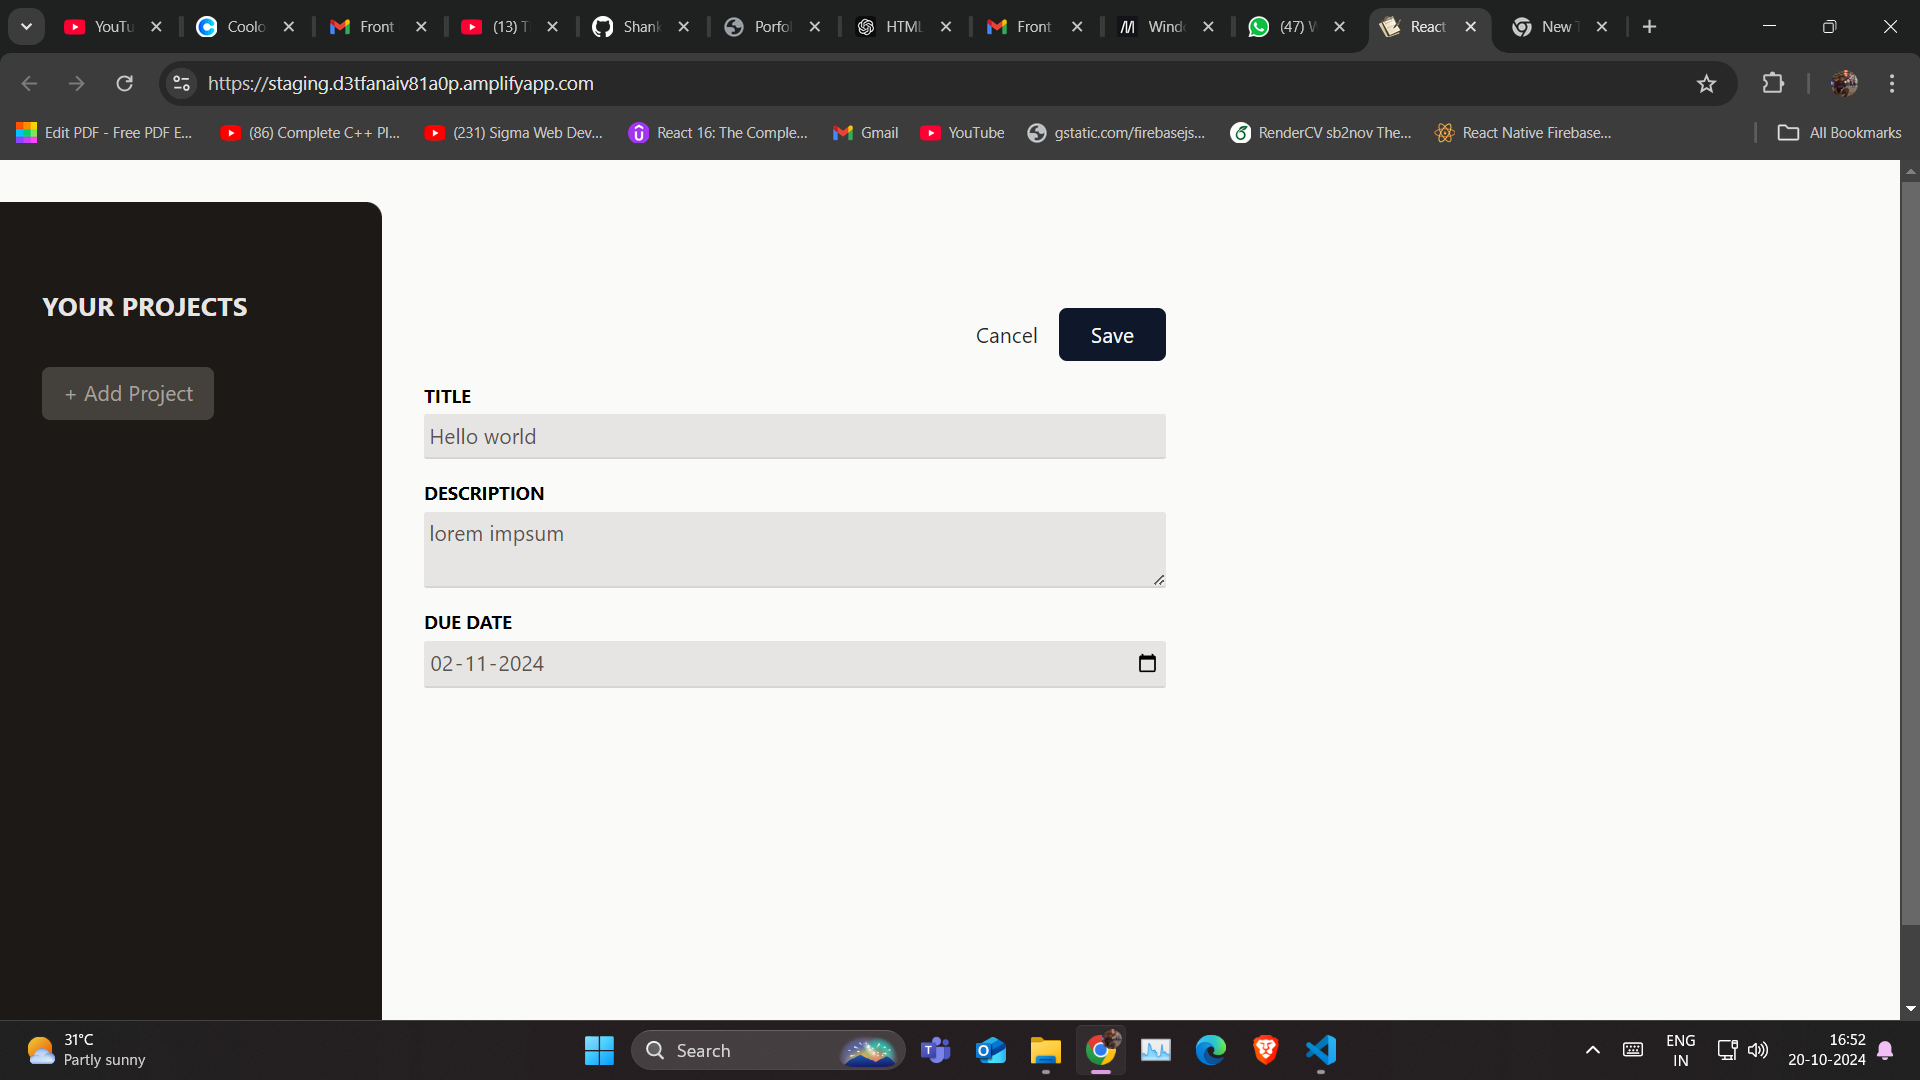 YouTu
Coolo
Front
(13) T
Shank
Porfol
HTML
Front
Wind
(47) W
React
New T
https://staging.d3tfanaiv81a0p.amplifyapp.com
Edit PDF - Free PDF E...
(86) Complete C++ Pl...
(231) Sigma Web Dev...
React 16: The Comple...
Gmail
YouTube
gstatic.com/firebasejs...
RenderCV sb2nov The...
React Native Firebase...
All Bookmarks
YOUR PROJECTS
+ Add Project
Cancel
Save
TITLE
Hello world
DESCRIPTION
lorem impsum
DUE DATE
02-11-2024
31°C
Partly sunny
Search
ENG
IN
16:52
20-10-2024